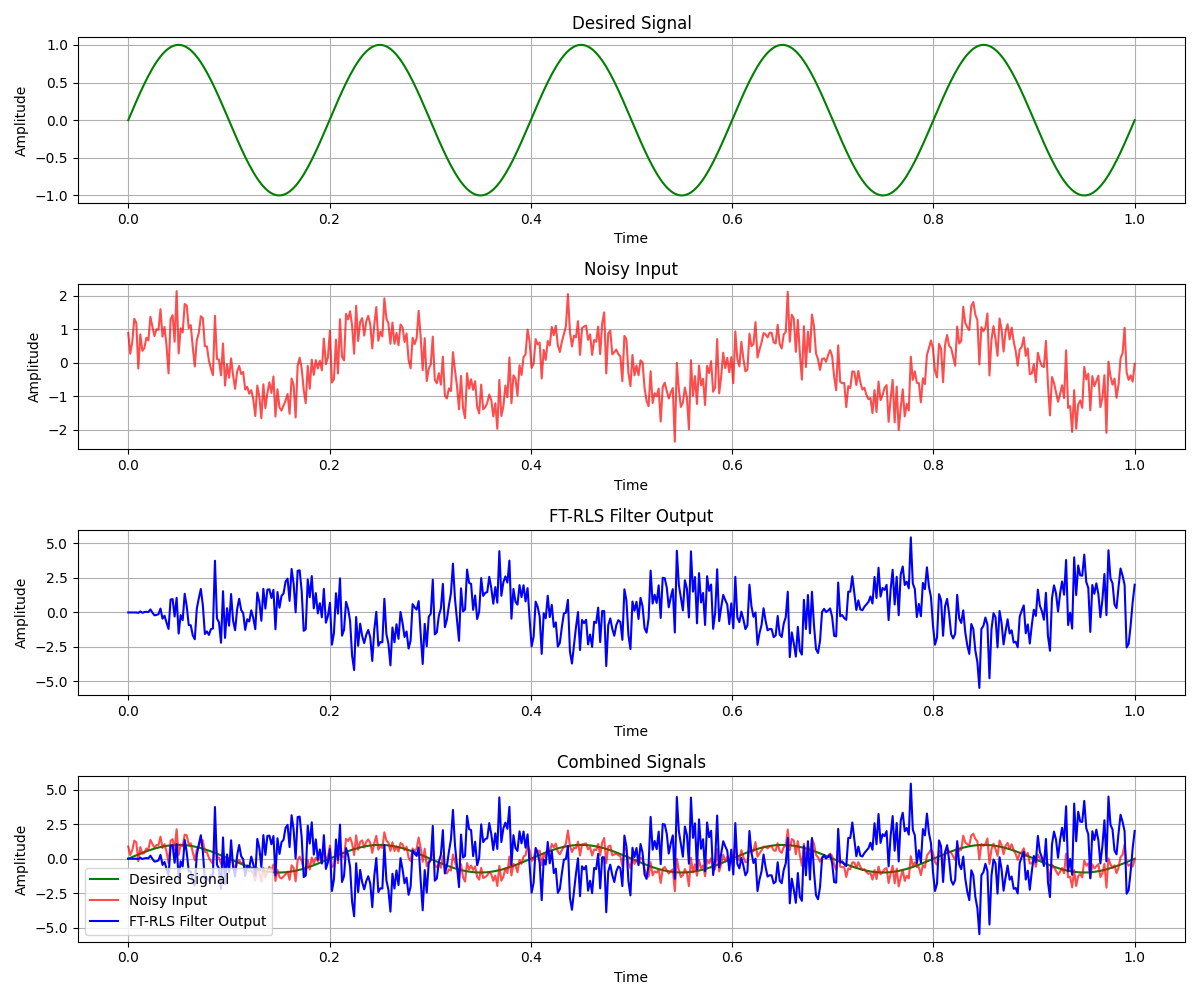 Desired Signal
Amplitude
1.0
0.5
0.0
−0.5
−1.0
0.0 0.2 0.4 0.6 0.8 1.0
Time
Noisy Input
Amplitude
2
1
0
−1
−2
0.0 0.2 0.4 0.6 0.8 1.0
Time
FT-RLS Filter Output
Amplitude
5.0
2.5
0.0
−2.5
−5.0
0.0 0.2 0.4 0.6 0.8 1.0
Time
Combined Signals
Amplitude
5.0
2.5
0.0
−2.5
−5.0
Desired Signal
Noisy Input
FT-RLS Filter Output
0.0 0.2 0.4 0.6 0.8 1.0
Time